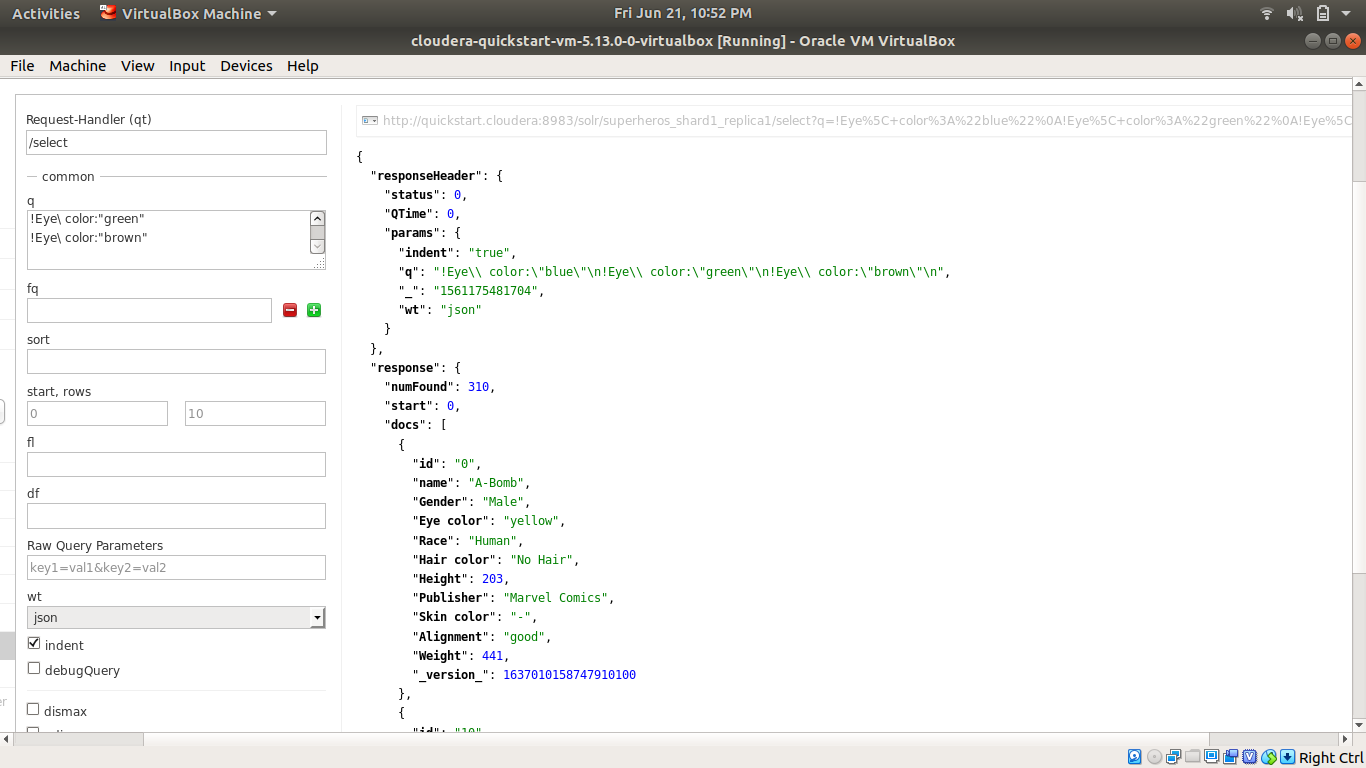 Activities VirtualBox Machine Fri Jun 21, 10:52 PM
cloudera-quickstart-vm-5.13.0-0-virtualbox [Running] - Oracle VM VirtualBox
File Machine View Input Devices Help
Request-Handler (qt)
/select
common
q
!Eye\ color:"green"
!Eye\ color:"brown"
fq
sort
start, rows
0 10
fl
df
Raw Query Parameters
key1=val1&key2=val2
wt
json
indent
debugQuery
dismax
http://quickstart.cloudera:8983/solr/superheros_shard1_replica1/select?q=!Eye%5C+color%3A%22blue%22%0A!Eye%5C+color%3A%22green%22%0A!Eye%5C
{
"responseHeader": {
"status": 0,
"QTime": 0,
"params": {
"indent": "true",
"q": "!Eye\\ color:\"blue\"\n!Eye\\ color:\"green\"\n!Eye\\ color:\"brown\"\n",
"_": "1561175481704",
"wt": "json"
}
},
"response": {
"numFound": 310,
"start": 0,
"docs": [
{
"id": "0",
"name": "A-Bomb",
"Gender": "Male",
"Eye color": "yellow",
"Race": "Human",
"Hair color": "No Hair",
"Height": 203,
"Publisher": "Marvel Comics",
"Skin color": "-",
"Alignment": "good",
"Weight": 441,
"_version_": 1637010158747910100
},
{
"id": "10"
Right Ctrl